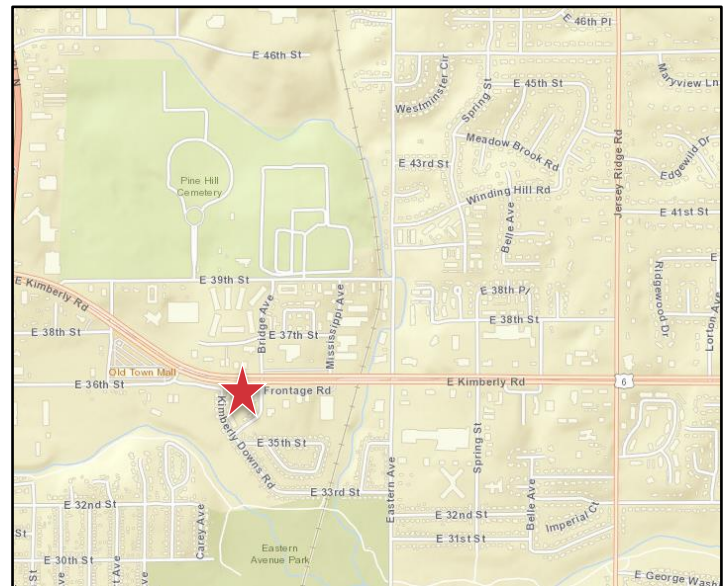 E 46th Pl
E 46th St
Maryview Ln
Westminster Cir
Spring St
E 45th St
Meadow Brook Rd
Jersey Ridge Rd
Edgewild Dr
E 43rd St
Pine Hill
Cemetery
Winding Hill Rd
Belle Ave
E 41st St
E 39th St
E
E Kimberly Rd
Bridge Ave
Mississippi Ave
E 38th Pl
Ridgewood Dr
Lorton Ave
E 38th St
E 37th St
E 38th St
Old Town Mall
E 36th St
Frontage Rd
E Kimberly Rd
6
Kimberly Downs Rd
E 35th St
Eastern Ave
Spring St
E 33rd St
Belle Ave
E 32nd St
E 32nd St
Imperial Ct
St
Carey Ave
E 31st St
Eastern
Avenue Park
E 30th St
rt Ave
E George Wash